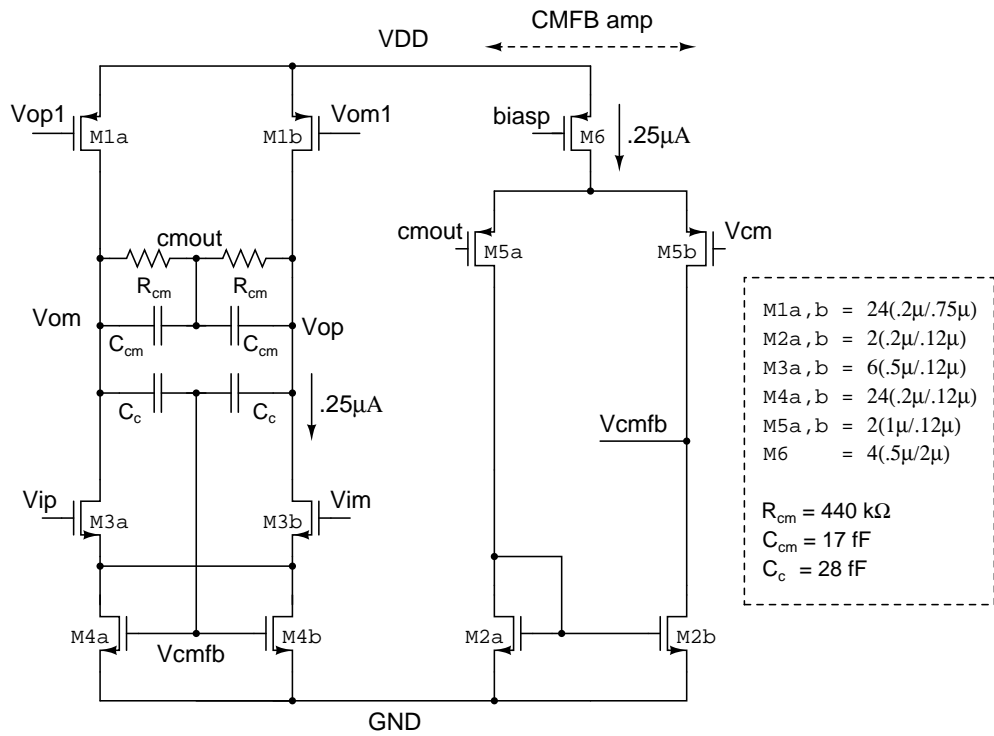 CMFB amp
VDD
Vop1
M1a
M1b
Vom1
biasp
M6
.25μA
cmout
Rcm
Rcm
cmout
M5a
M5b
Vcm
Vom
Ccm
Ccm
Vop
Cc
Cc
.25μA
Vcmfb
Vip
M3a
M3b
Vim
M4a
Vcmfb
M4b
M2a
M2b
GND
M1a,b = 24(.2μ/.75μ)
M2a,b = 2(.2μ/.12μ)
M3a,b = 6(.5μ/.12μ)
M4a,b = 24(.2μ/.12μ)
M5a,b = 2(1μ/.12μ)
M6 = 4(.5μ/2μ)
Rcm = 440 kΩ
Ccm = 17 fF
Cc = 28 fF